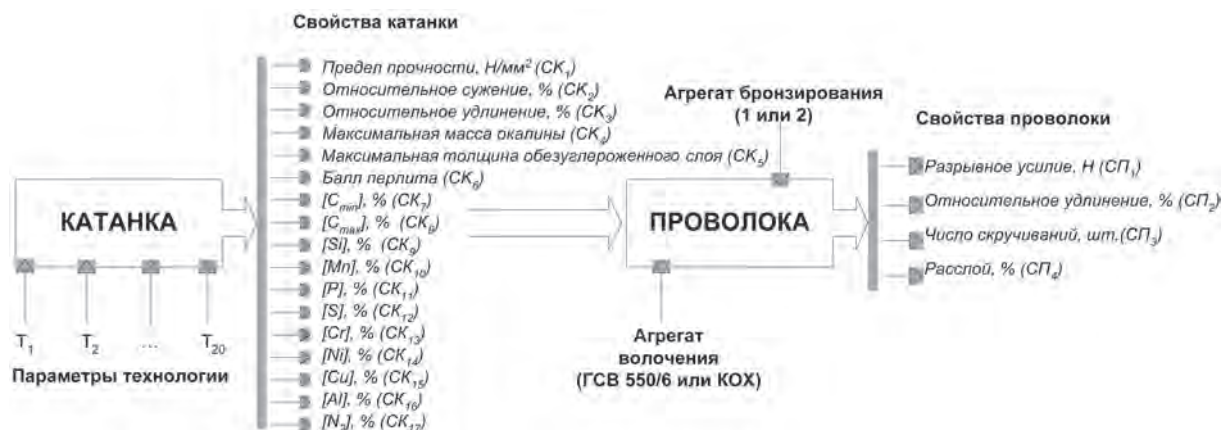 Свойства катанки
Предел прочности, Н/мм² (СК₁)
Относительное сужение, % (СК₂)
Относительное удлинение, % (СК₃)
Максимальная масса окалины (СК₄)
Максимальная толщина обезуглероженного слоя (СК₅)
Балл перлита (СК₆)
[C_min], % (СК₇)
[C_max], % (СК₈)
[Si], % (СК₉)
[Mn], % (СК₁₀)
[P], % (СК₁₁)
[S], % (СК₁₂)
[Cr], % (СК₁₃)
[Ni], % (СК₁₄)
[Cu], % (СК₁₅)
[Al], % (СК₁₆)
[N₂], % (СК₁₇)
КАТАНКА
T₁ T₂ ... T₂₀
Параметры технологии
Агрегат бронзирования
(1 или 2)
ПРОВОЛОКА
Агрегат
волочения
(ГСВ 550/6 или КОХ)
Свойства проволоки
Разрывное усилие, Н (СП₁)
Относительное удлинение, % (СП₂)
Число скручиваний, шт.(СП₃)
Расслой, % (СП₄)